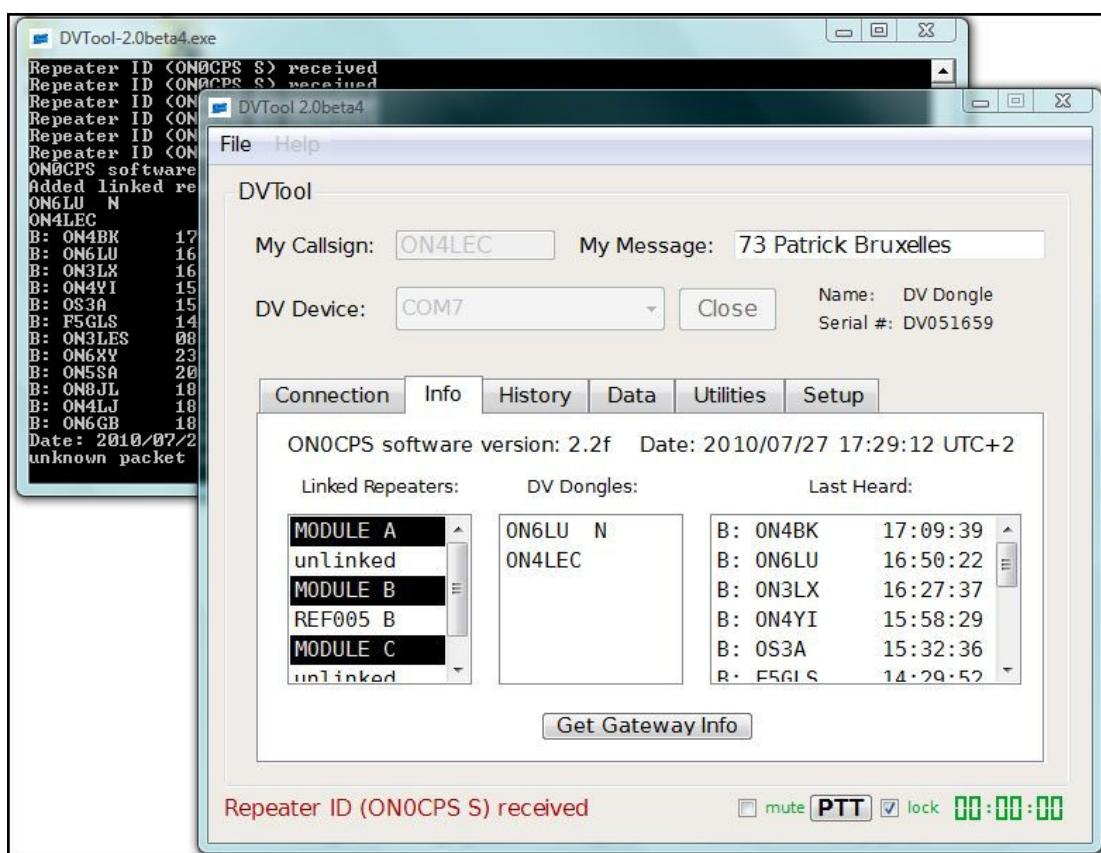 DVTool-2.0beta4.exe
Repeater ID (ON0CPS S) received
Repeater ID (ON0CPS S) received
Repeater ID (ON
Repeater ID (ON
Repeater ID (ON
Repeater ID (ON
ON0CPS software
Added linked re
ON6LU N
ON4LEC
B: ON4BK 17
B: ON6LU 16
B: ON3LX 16
B: ON4YI 15
B: OS3A 15
B: F5GLS 14
B: ON3LES 08
B: ON6XY 23
B: ON5SA 20
B: ON8JL 18
B: ON4LJ 18
B: ON6GB 18
Date: 2010/07/2
unknown packet
DVTool 2.0beta4
File Help
DVTool
My Callsign: ON4LEC My Message: 73 Patrick Bruxelles
DV Device: COM7 Close
Name: DV Dongle
Serial #: DV051659
Connection Info History Data Utilities Setup
ON0CPS software version: 2.2f Date: 2010/07/27 17:29:12 UTC+2
Linked Repeaters: DV Dongles: Last Heard:
MODULE A ON6LU N B: ON4BK 17:09:39
unlinked ON4LEC B: ON6LU 16:50:22
MODULE B B: ON3LX 16:27:37
REF005 B B: ON4YI 15:58:29
MODULE C B: OS3A 15:32:36
unlinked B: F5GLS 14:29:52
Get Gateway Info
Repeater ID (ON0CPS S) received mute PTT lock 00:00:00